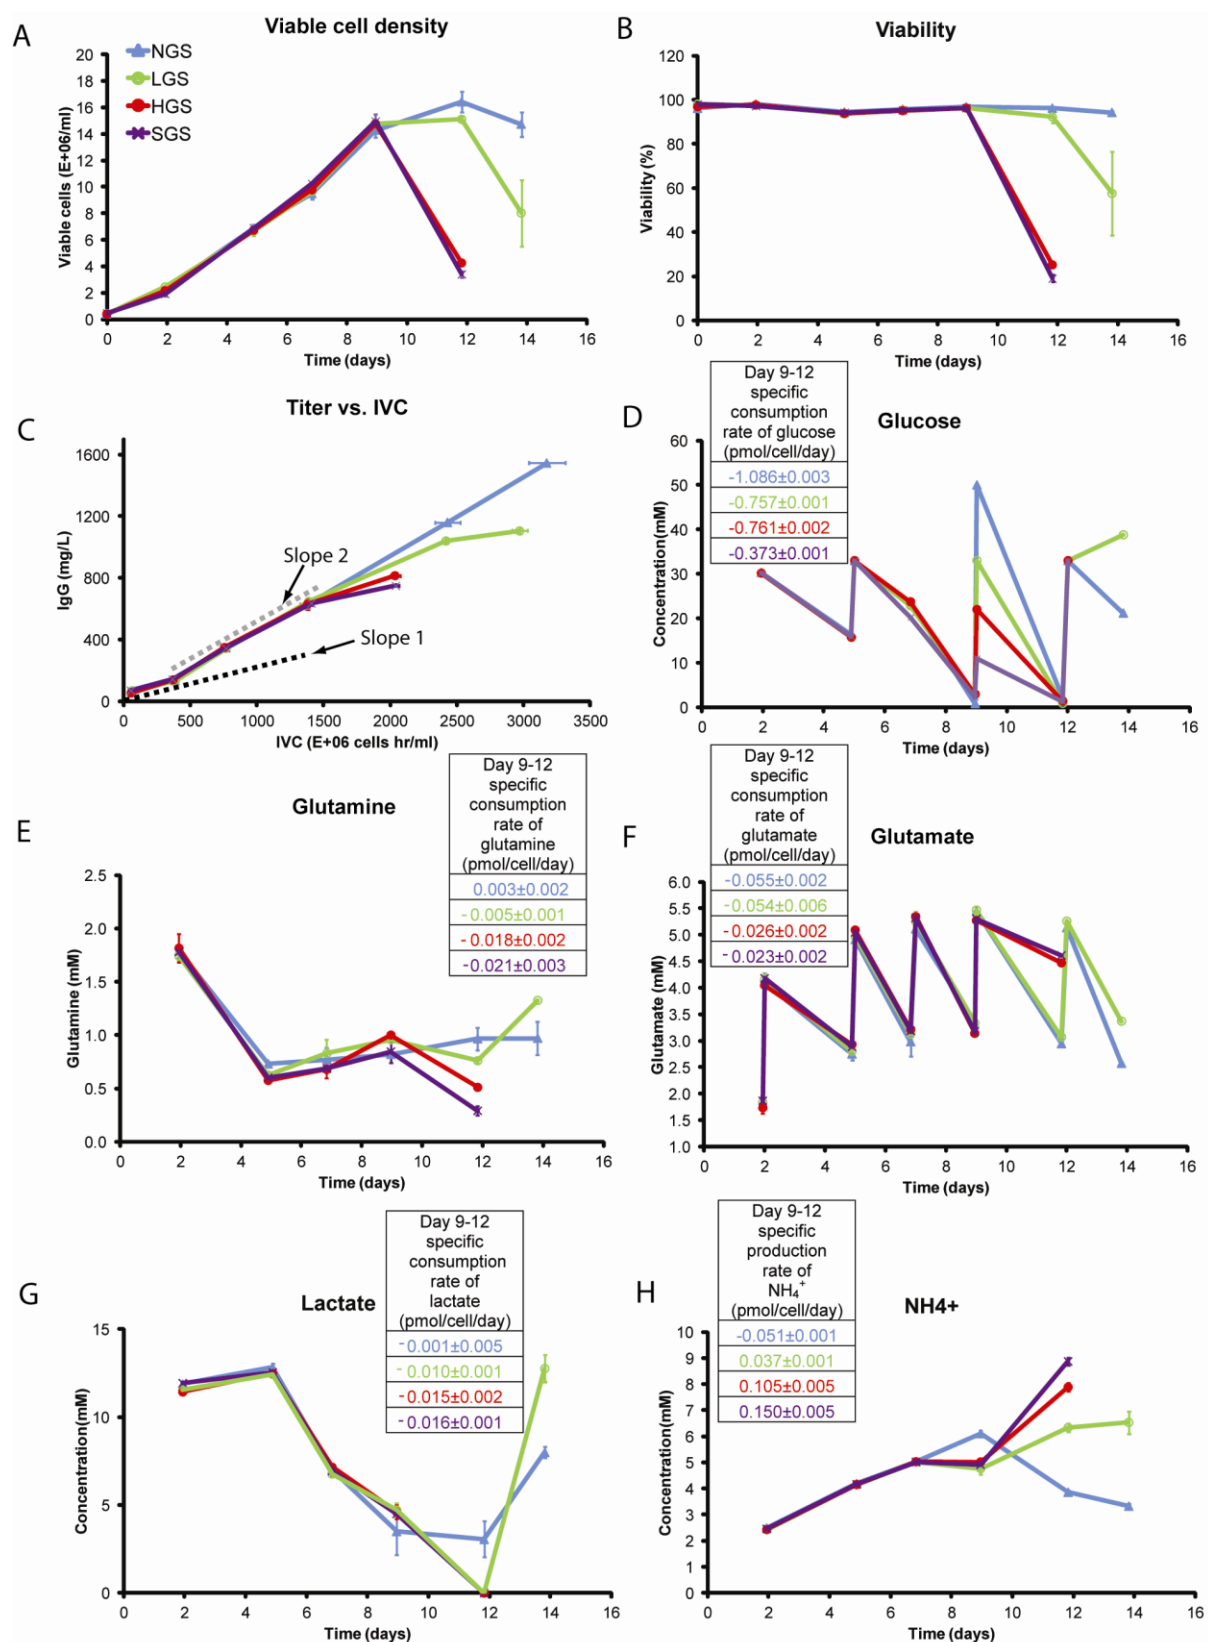 A
Viable cell density
Viable cells (E+06/ml)
20
18
16
14
12
10
8
6
4
2
0
NGS
LGS
HGS
SGS
0 2 4 6 8 10 12 14 16
Time (days)
B
Viability
Viability (%)
120
100
80
60
40
20
0
0 2 4 6 8 10 12 14 16
Time (days)
C
Titer vs. IVC
IgG (mg/L)
1600
1200
800
400
0
Slope 2
Slope 1
0 500 1000 1500 2000 2500 3000 3500
IVC (E+06 cells hr/ml)
Day 9-12
specific
consumption
rate of glucose
(pmol/cell/day)
-1.086±0.003
-0.757±0.001
-0.761±0.002
-0.373±0.001
D
Glucose
Concentration(mM)
60
50
40
30
20
10
0
0 2 4 6 8 10 12 14 16
Time (days)
Day 9-12
specific
consumption
rate of
glutamine
(pmol/cell/day)
0.003±0.002
-0.005±0.001
-0.018±0.002
-0.021±0.003
E
Glutamine
Glutamine (mM)
2.5
2.0
1.5
1.0
0.5
0.0
0 2 4 6 8 10 12 14 16
Time (days)
Day 9-12
specific
consumption
rate of
glutamate
(pmol/cell/day)
-0.055±0.002
-0.054±0.006
-0.026±0.002
-0.023±0.002
F
Glutamate
Glutamate (mM)
6.0
5.5
5.0
4.5
4.0
3.5
3.0
2.5
2.0
1.5
1.0
0 2 4 6 8 10 12 14 16
Time (days)
Day 9-12
specific
consumption
rate of
lactate
(pmol/cell/day)
-0.001±0.005
-0.010±0.001
-0.015±0.002
-0.016±0.001
G
Lactate
Concentration(mM)
15
10
5
0
0 2 4 6 8 10 12 14 16
Time (days)
Day 9-12
specific
production
rate of
NH₄⁺
(pmol/cell/day)
-0.051±0.001
0.037±0.001
0.105±0.005
0.150±0.005
H
NH4+
Concentration(mM)
10
9
8
7
6
5
4
3
2
1
0
0 2 4 6 8 10 12 14 16
Time (days)